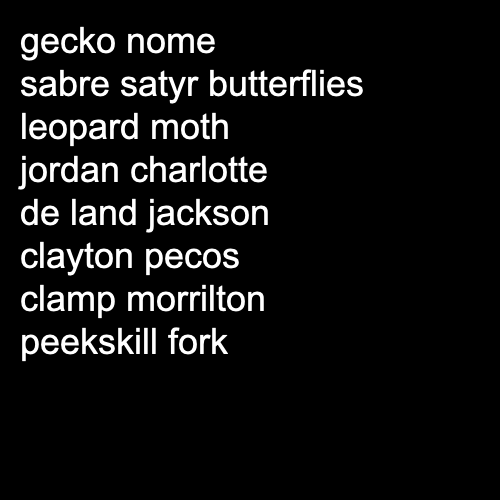 gecko nome
sabre satyr butterflies
leopard moth
jordan charlotte
de land jackson
clayton pecos
clamp morrilton
peekskill fork